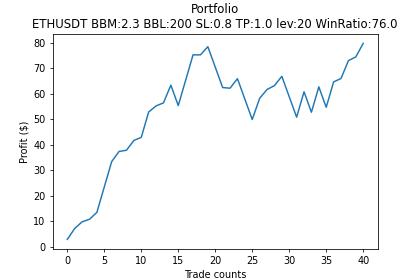 Portfolio
ETHUSDT BBM:2.3 BBL:200 SL:0.8 TP:1.0 lev:20 WinRatio:76.0
80
70
60
50
40
30
20
10
0
Profit ($)
0 5 10 15 20 25 30 35 40
Trade counts